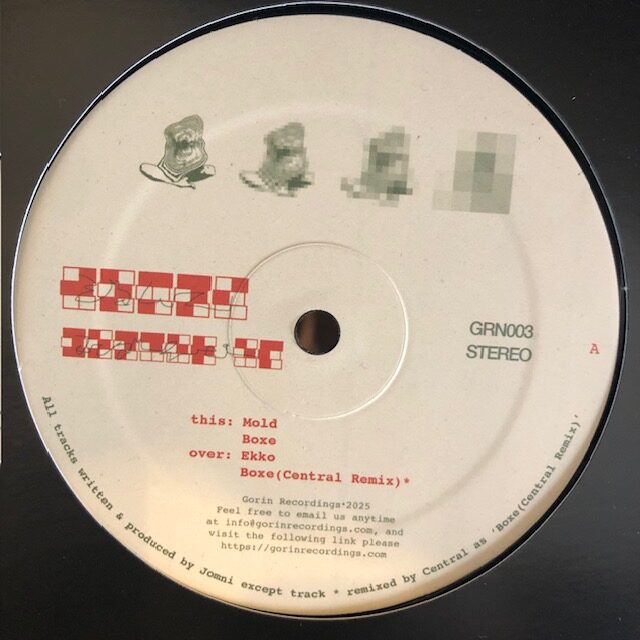 GRN003
STEREO
A
this: Mold
Boxe
over: Ekko
Boxe(Central Remix)*
Gorin Recordings'2025
Feel free to email us anytime
at info@gorinrecordings.com, and
wisit the following link please
https://gorinrecordings.com
All tracks written & produced by Jomni except track * remixed by Central as 'Boxe(Central Remix)'